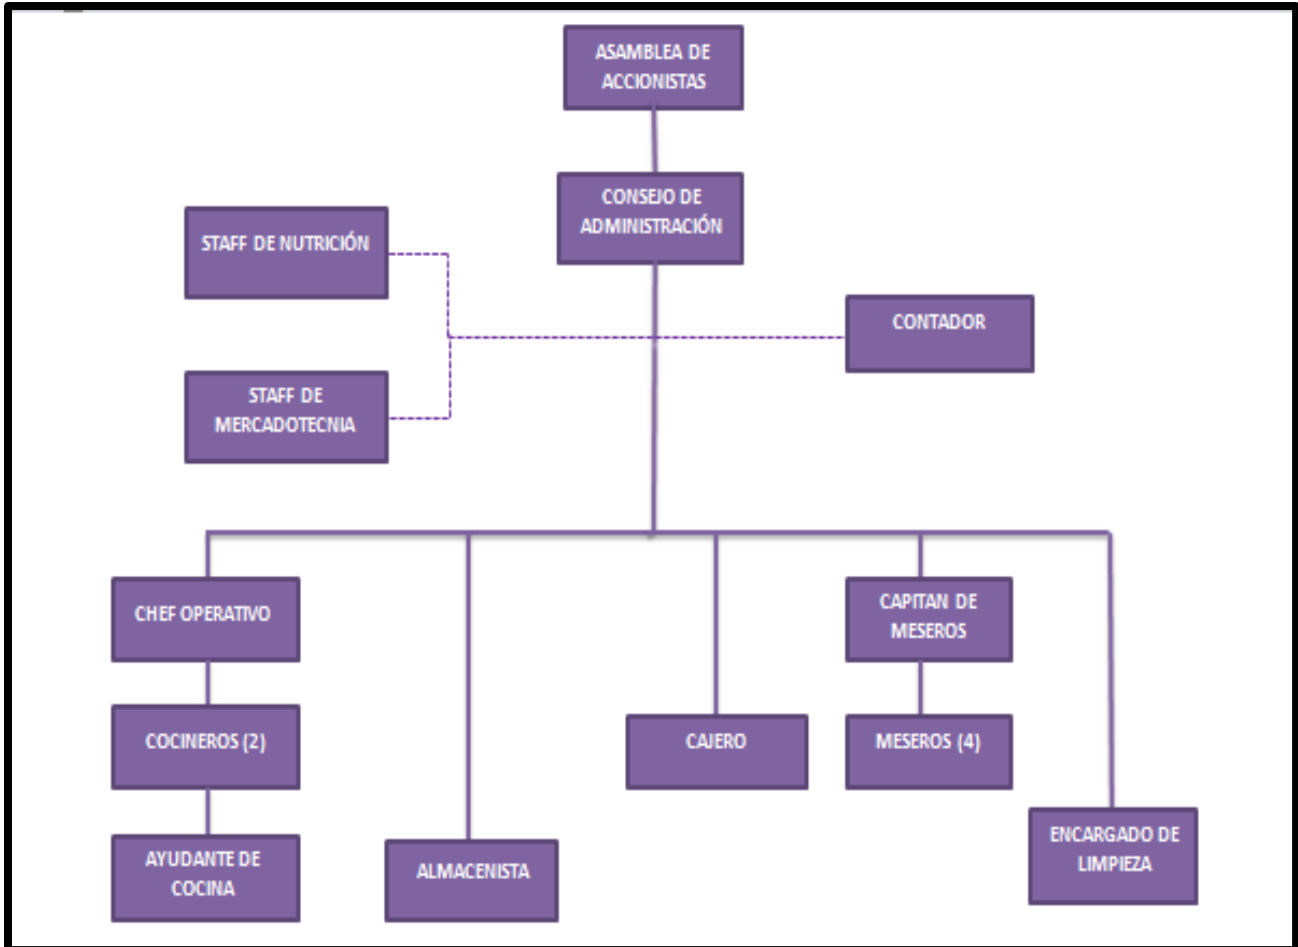 ASAMBLEA DE
ACCIONISTAS
CONSEJO DE
ADMINISTRACIÓN
STAFF DE NUTRICIÓN
CONTADOR
STAFF DE
MERCADOTECNIA
CHEF OPERATIVO
CAPITAN DE
MESEROS
COCINEROS (2)
CAJERO
MESEROS (4)
AYUDANTE DE
COCINA
ALMACENISTA
ENCARGADO DE
LIMPIEZA